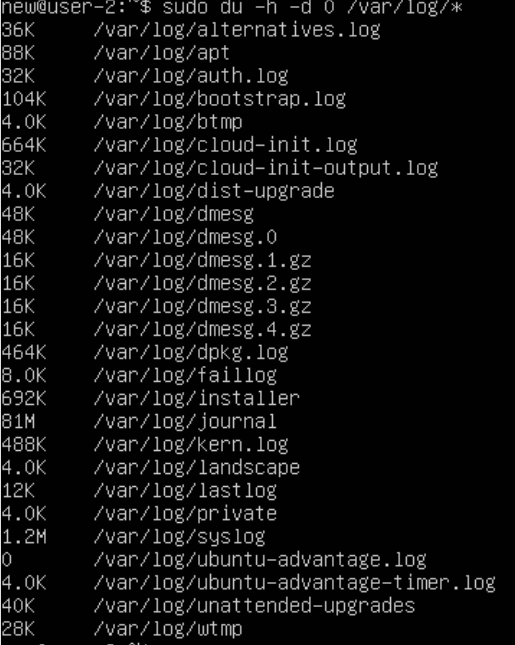 new@user-2:~$ sudo du -h -d 0 /var/log/*
36K /var/log/alternatives.log
88K /var/log/apt
32K /var/log/auth.log
104K /var/log/bootstrap.log
4.0K /var/log/btmp
664K /var/log/cloud-init.log
32K /var/log/cloud-init-output.log
4.0K /var/log/dist-upgrade
48K /var/log/dmesg
48K /var/log/dmesg.0
16K /var/log/dmesg.1.gz
16K /var/log/dmesg.2.gz
16K /var/log/dmesg.3.gz
16K /var/log/dmesg.4.gz
464K /var/log/dpkg.log
8.0K /var/log/faillog
692K /var/log/installer
81M /var/log/journal
488K /var/log/kern.log
4.0K /var/log/landscape
12K /var/log/lastlog
4.0K /var/log/private
1.2M /var/log/syslog
0 /var/log/ubuntu-advantage.log
4.0K /var/log/ubuntu-advantage-timer.log
40K /var/log/unattended-upgrades
28K /var/log/wtmp